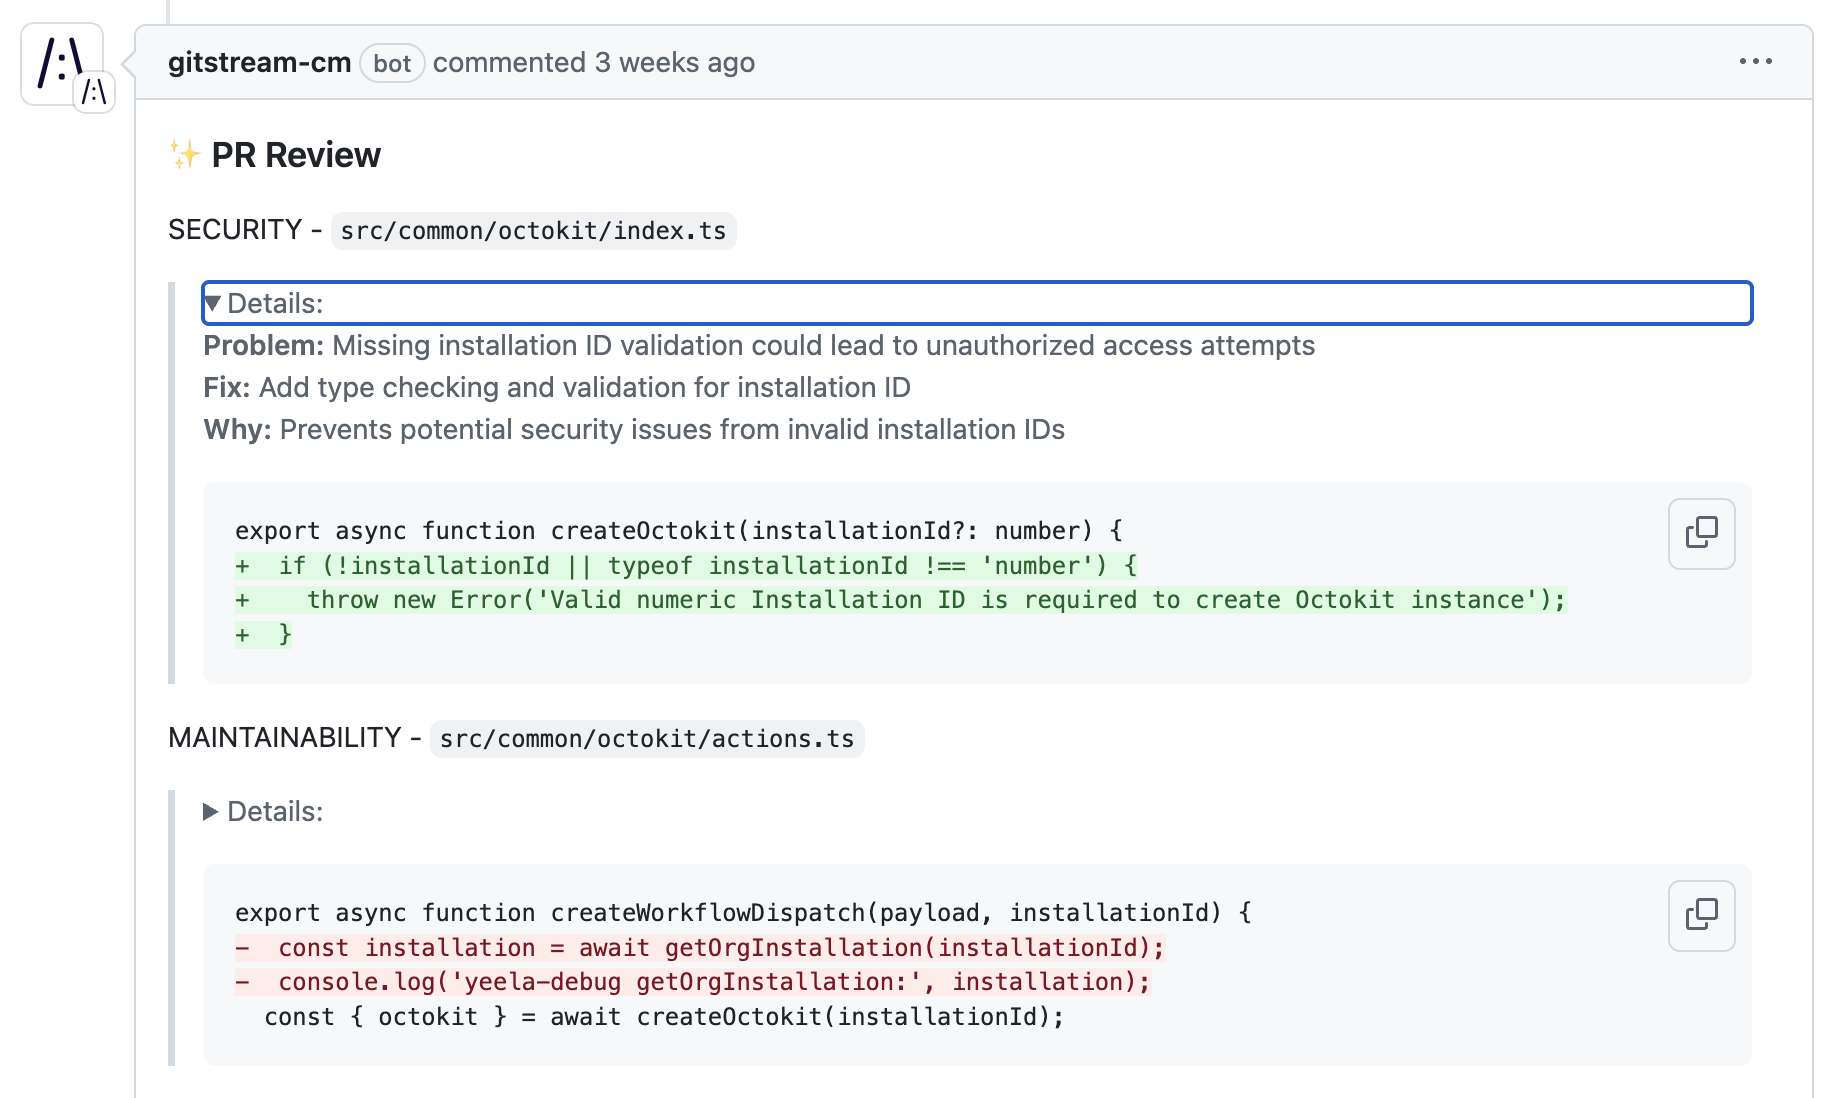 /:\
/:\
gitstream-cm bot commented 3 weeks ago
✨ PR Review
SECURITY - src/common/octokit/index.ts
▼ Details:
Problem: Missing installation ID validation could lead to unauthorized access attempts
Fix: Add type checking and validation for installation ID
Why: Prevents potential security issues from invalid installation IDs
export async function createOctokit(installationId?: number) {
+  if (!installationId || typeof installationId !== 'number') {
+    throw new Error('Valid numeric Installation ID is required to create Octokit instance');
+  }
MAINTAINABILITY - src/common/octokit/actions.ts
▶ Details:
export async function createWorkflowDispatch(payload, installationId) {
-  const installation = await getOrgInstallation(installationId);
-  console.log('yeela-debug getOrgInstallation:', installation);
  const { octokit } = await createOctokit(installationId);